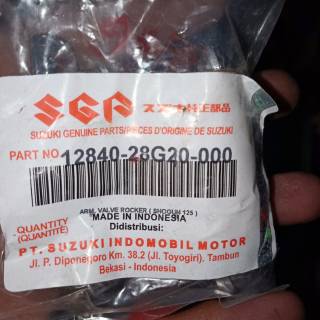 SGP スズキ純正部品
SUZUKI GENUINE PARTS/PIECES D'ORIGINE DE SUZUKI
PART NO 12840-28G20-000
ARM, VALVE ROCKER ( SHOGUN 125 )
MADE IN INDONESIA
QUANTITY
(QUANTITÉ)
Didistribusi:
PT. SUZUKI INDOMOBIL MOTOR
Jl. P. Diponegoro Km. 38.2 (Jl. Toyogiri). Tambun
Bekasi - Indonesia